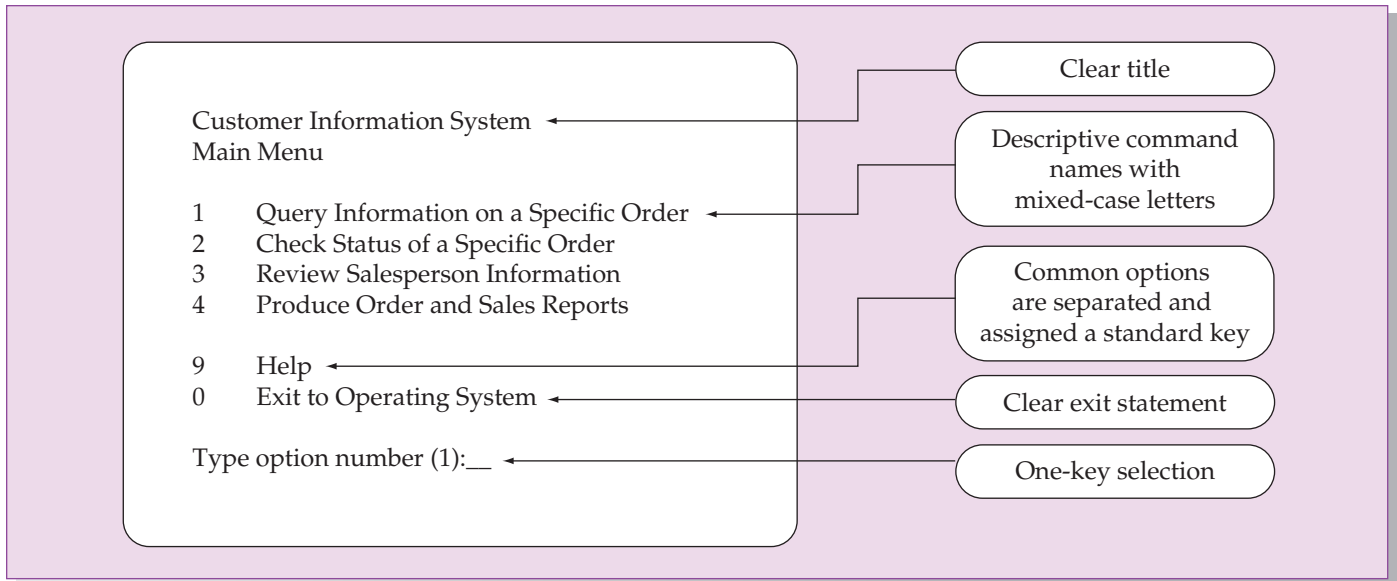 Customer Information System
Main Menu
1 Query Information on a Specific Order
2 Check Status of a Specific Order
3 Review Salesperson Information
4 Produce Order and Sales Reports
9 Help
0 Exit to Operating System
Type option number (1):__
Clear title
Descriptive command
names with
mixed-case letters
Common options
are separated and
assigned a standard key
Clear exit statement
One-key selection